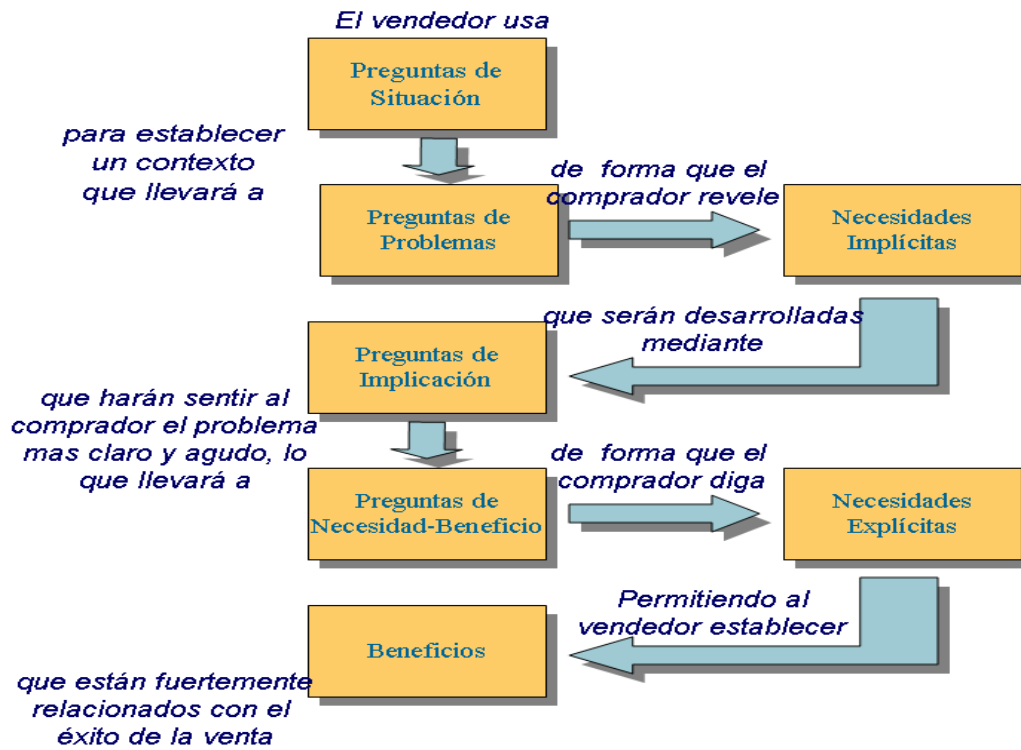 El vendedor usa
Preguntas de
Situación
para establecer
un contexto
que llevará a
Preguntas de
Problemas
de forma que el
comprador revele
Necesidades
Implícitas
que serán desarrolladas
mediante
Preguntas de
Implicación
que harán sentir al
comprador el problema
mas claro y agudo, lo
que llevará a
Preguntas de
Necesidad-Beneficio
de forma que el
comprador diga
Necesidades
Explícitas
Permitiendo al
vendedor establecer
Beneficios
que están fuertemente
relacionados con el
éxito de la venta